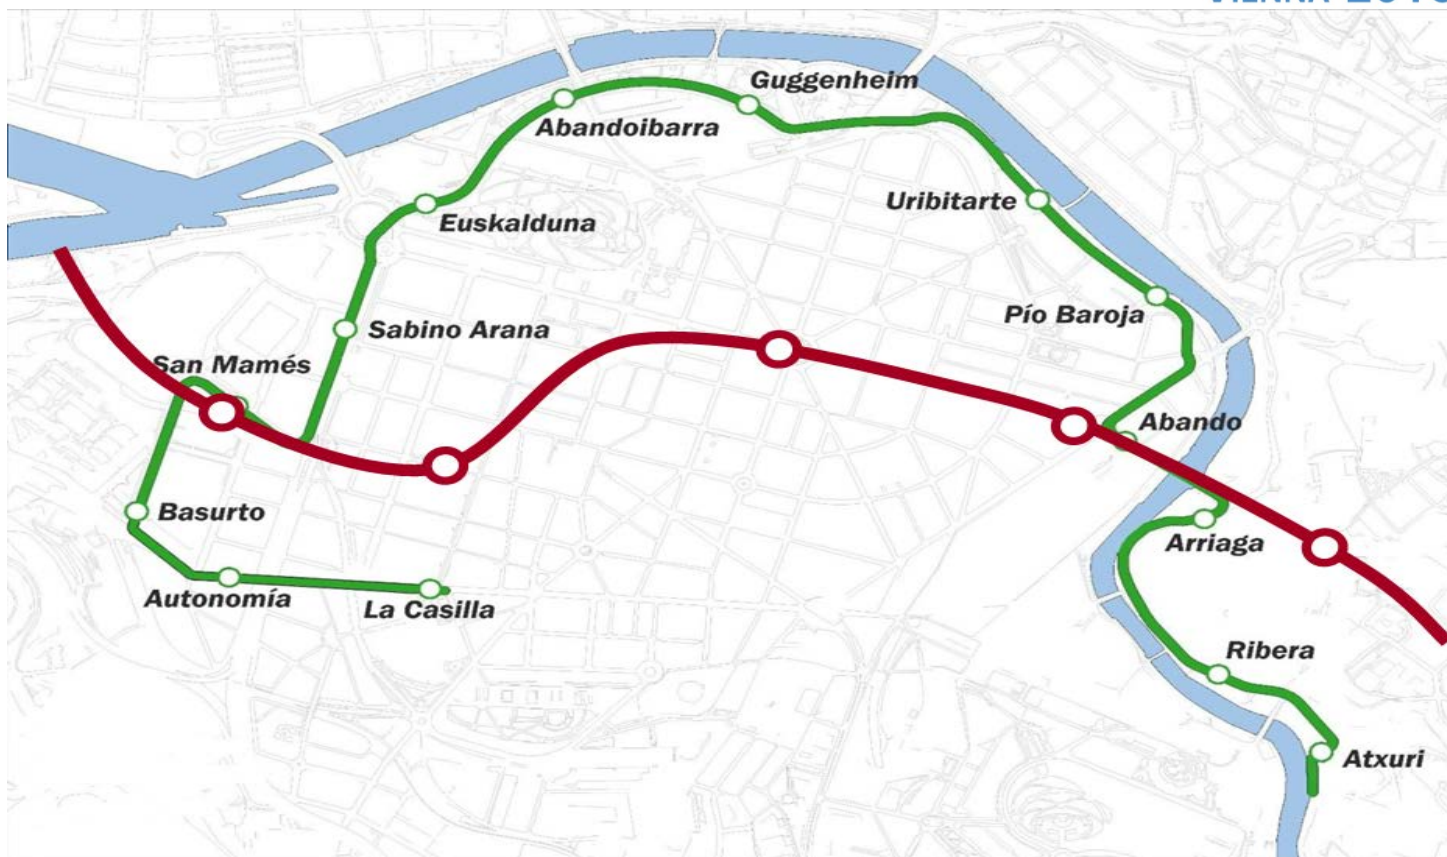 Guggenheim
Abandoibarra
Uribitarte
Euskalduna
Pío Baroja
Sabino Arana
San Mamés
Abando
Basurto
Arriaga
Autonomía
La Casilla
Ribera
Atxuri